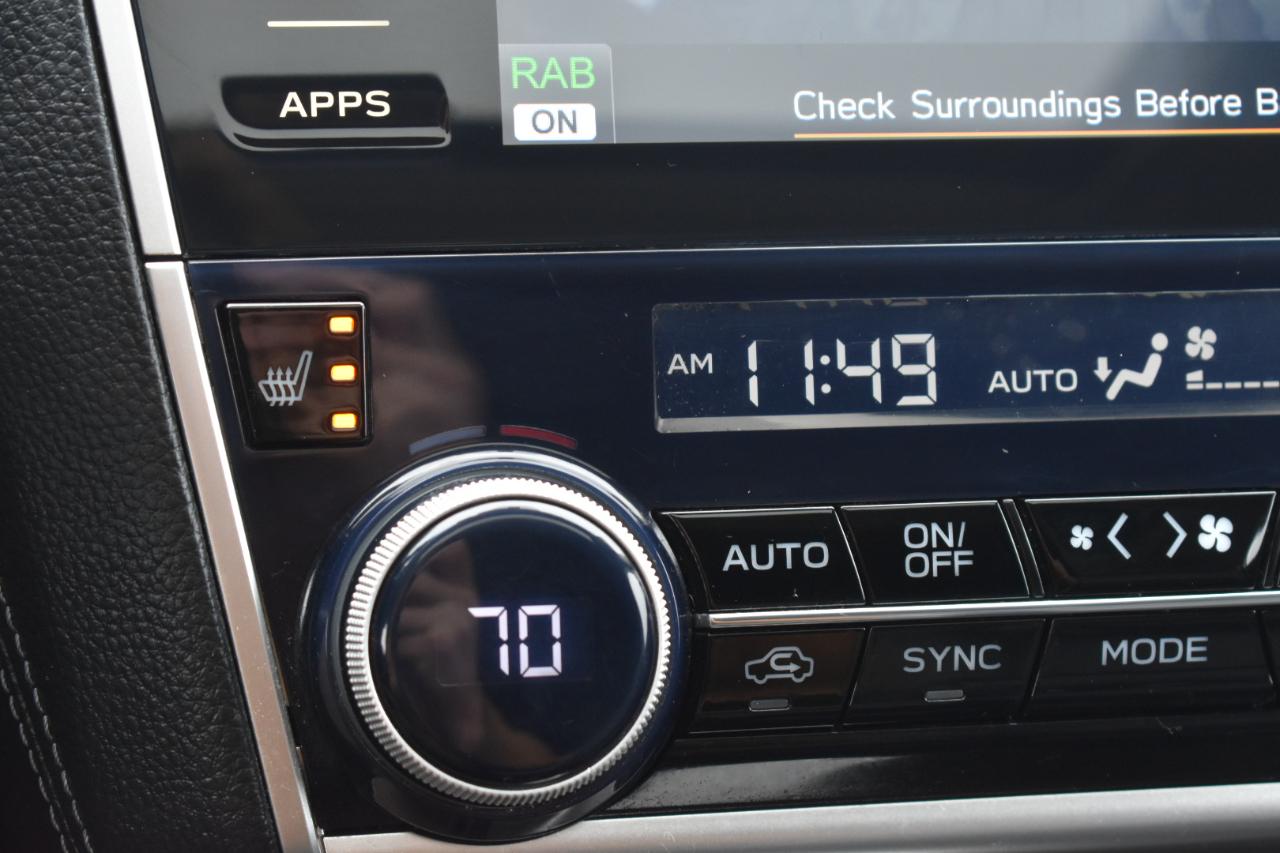 RAB
APPS
ON
Check Surroundings Before B
AM 11:49 AUTO
AUTO
ON/
OFF
70
SYNC
MODE